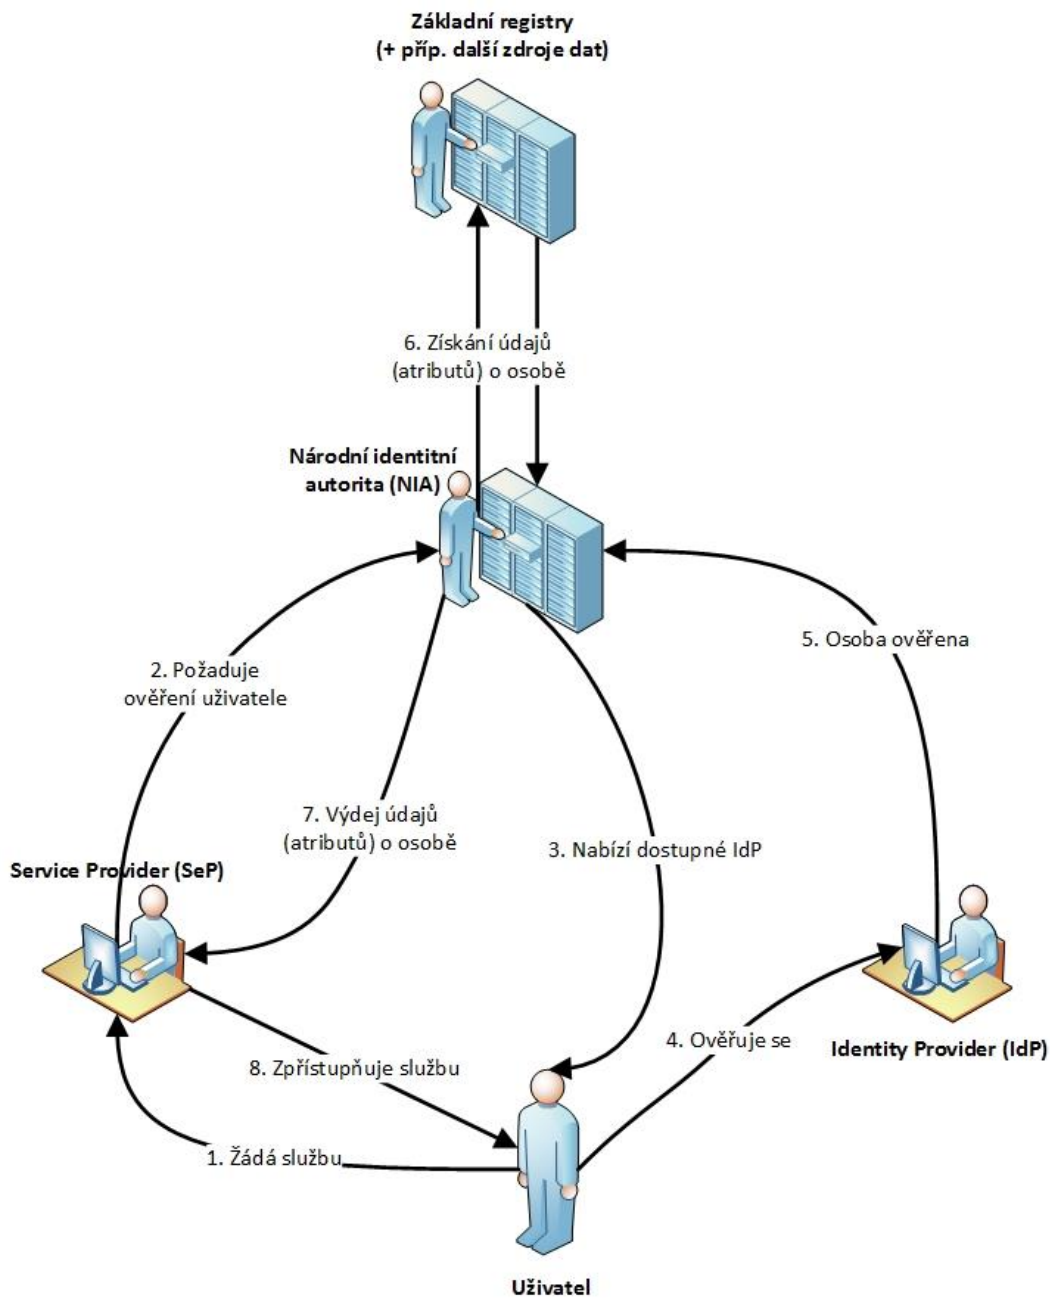 Základní registry
(+ příp. další zdroje dat)
6. Získání údajů
(atributů) o osobě
Národní identitní
autorita (NIA)
5. Osoba ověřena
2. Požaduje
ověření uživatele
7. Výdej údajů
(atributů) o osobě
3. Nabízí dostupné IdP
Service Provider (SeP)
4. Ověřuje se
Identity Provider (IdP)
8. Zpřístupňuje službu
1. Žádá službu
Uživatel